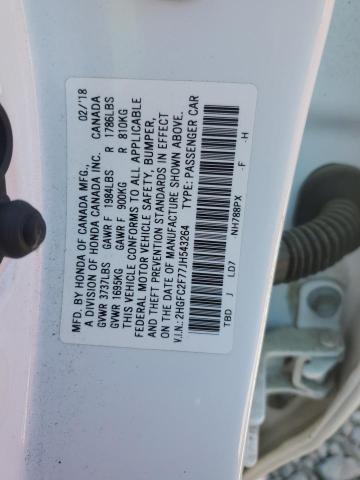 MFD. BY HONDA OF CANADA MFG., 02/'18
A DIVISION OF HONDA CANADA INC. CANADA
GVWR 3737LBS GAWR F 1984LBS R 1786LBS
GVWR 1695KG GAWR F 900KG R 810KG
THIS VEHICLE CONFORMS TO ALL APPLICABLE
FEDERAL MOTOR VEHICLE SAFETY, BUMPER,
AND THEFT PREVENTION STANDARDS IN EFFECT
ON THE DATE OF MANUFACTURE SHOWN ABOVE.
V.I.N.: 2HGFC2F77JH543264 TYPE: PASSENGER CAR
NH788PX -F -H
TBD J LD7